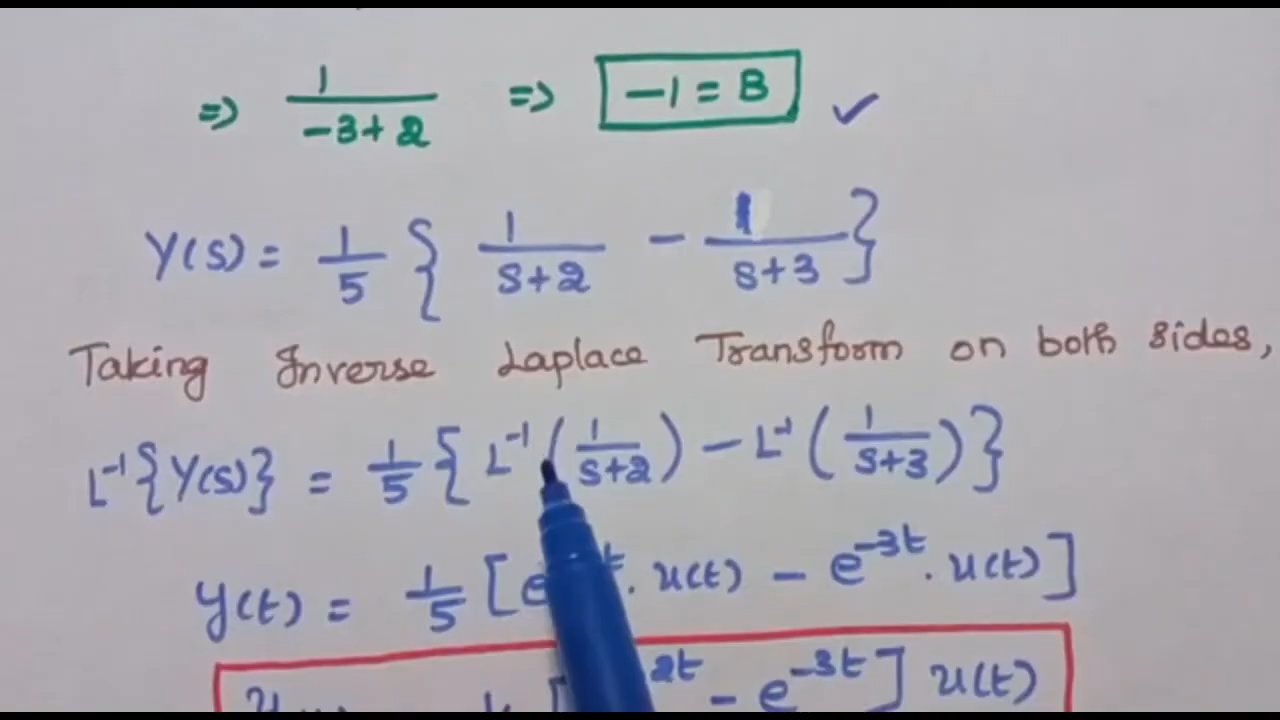 => 1/(-3+2) => -1 = B ✓
Y(s) = 1/5 { 1/(s+2) - 1/(s+3) }
Taking Inverse Laplace Transform on both sides,
L⁻¹{Y(s)} = 1/5 { L⁻¹(1/(s+2)) - L⁻¹(1/(s+3)) }
y(t) = 1/5 [e t . u(t) - e^-3t . u(t)]
[ 2t - e^-3t] u(t)